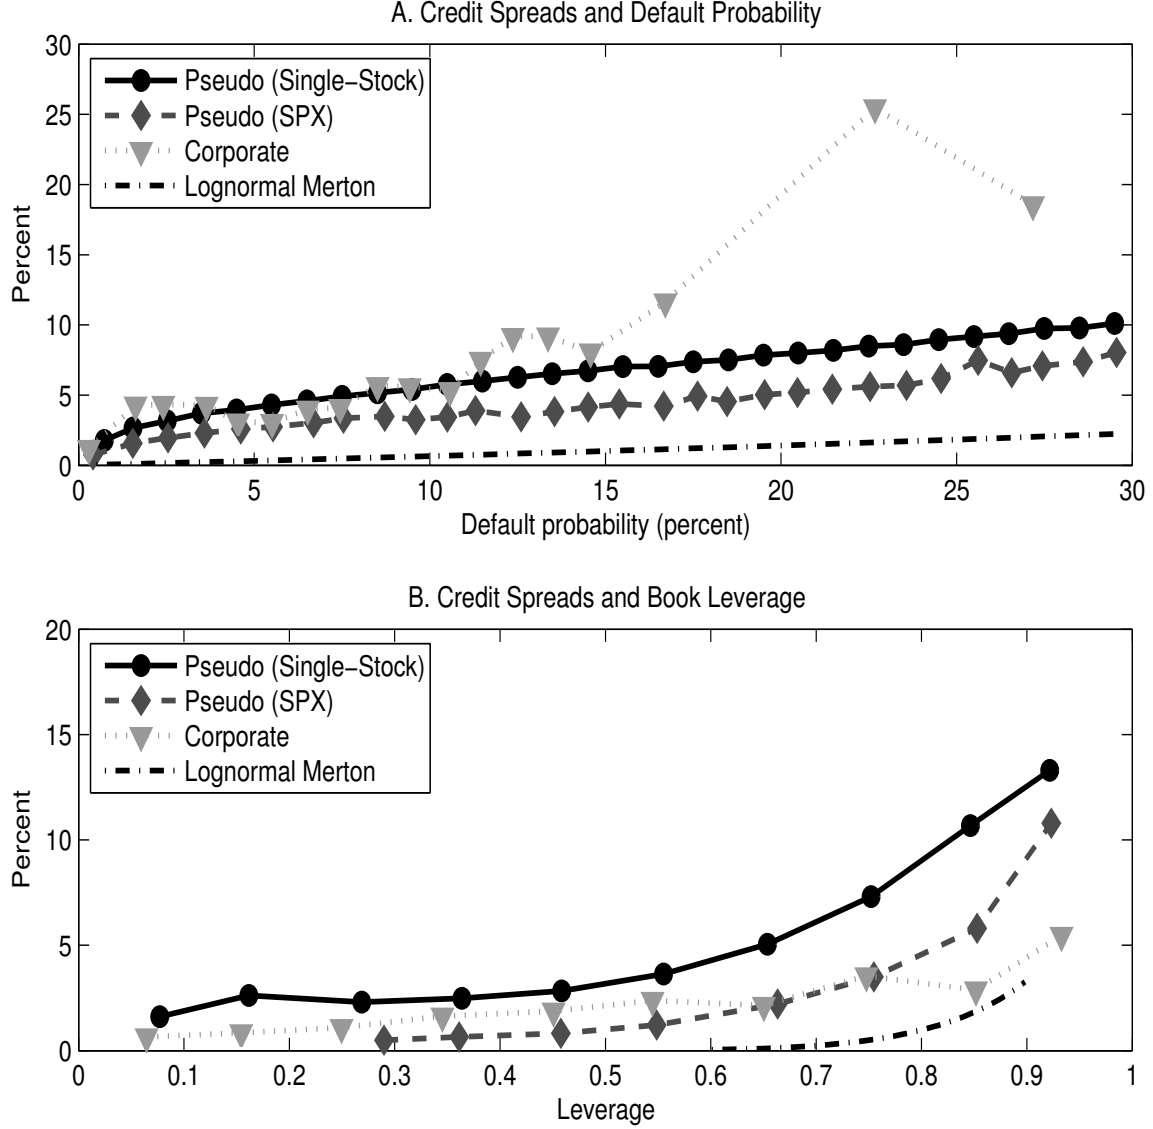 A. Credit Spreads and Default Probability
30
25
20
15
10
5
0
Percent
Pseudo (Single−Stock)
Pseudo (SPX)
Corporate
Lognormal Merton
0 5 10 15 20 25 30
Default probability (percent)
B. Credit Spreads and Book Leverage
20
15
10
5
0
Percent
Pseudo (Single−Stock)
Pseudo (SPX)
Corporate
Lognormal Merton
0 0.1 0.2 0.3 0.4 0.5 0.6 0.7 0.8 0.9 1
Leverage